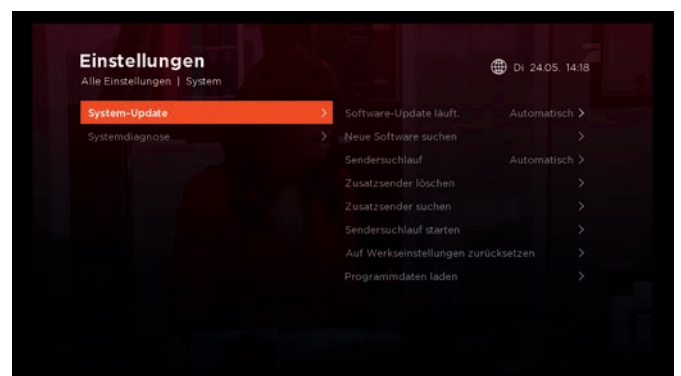 Einstellungen
Di 24.05. 14:18
Alle Einstellungen | System
System-Update
Systemdiagnose
Software-Update läuft. Automatisch
Neue Software suchen
Sendersuchlauf Automatisch
Zusatzsender löschen
Zusatzsender suchen
Sendersuchlauf starten
Auf Werkseinstellungen zurücksetzen
Programmdaten laden